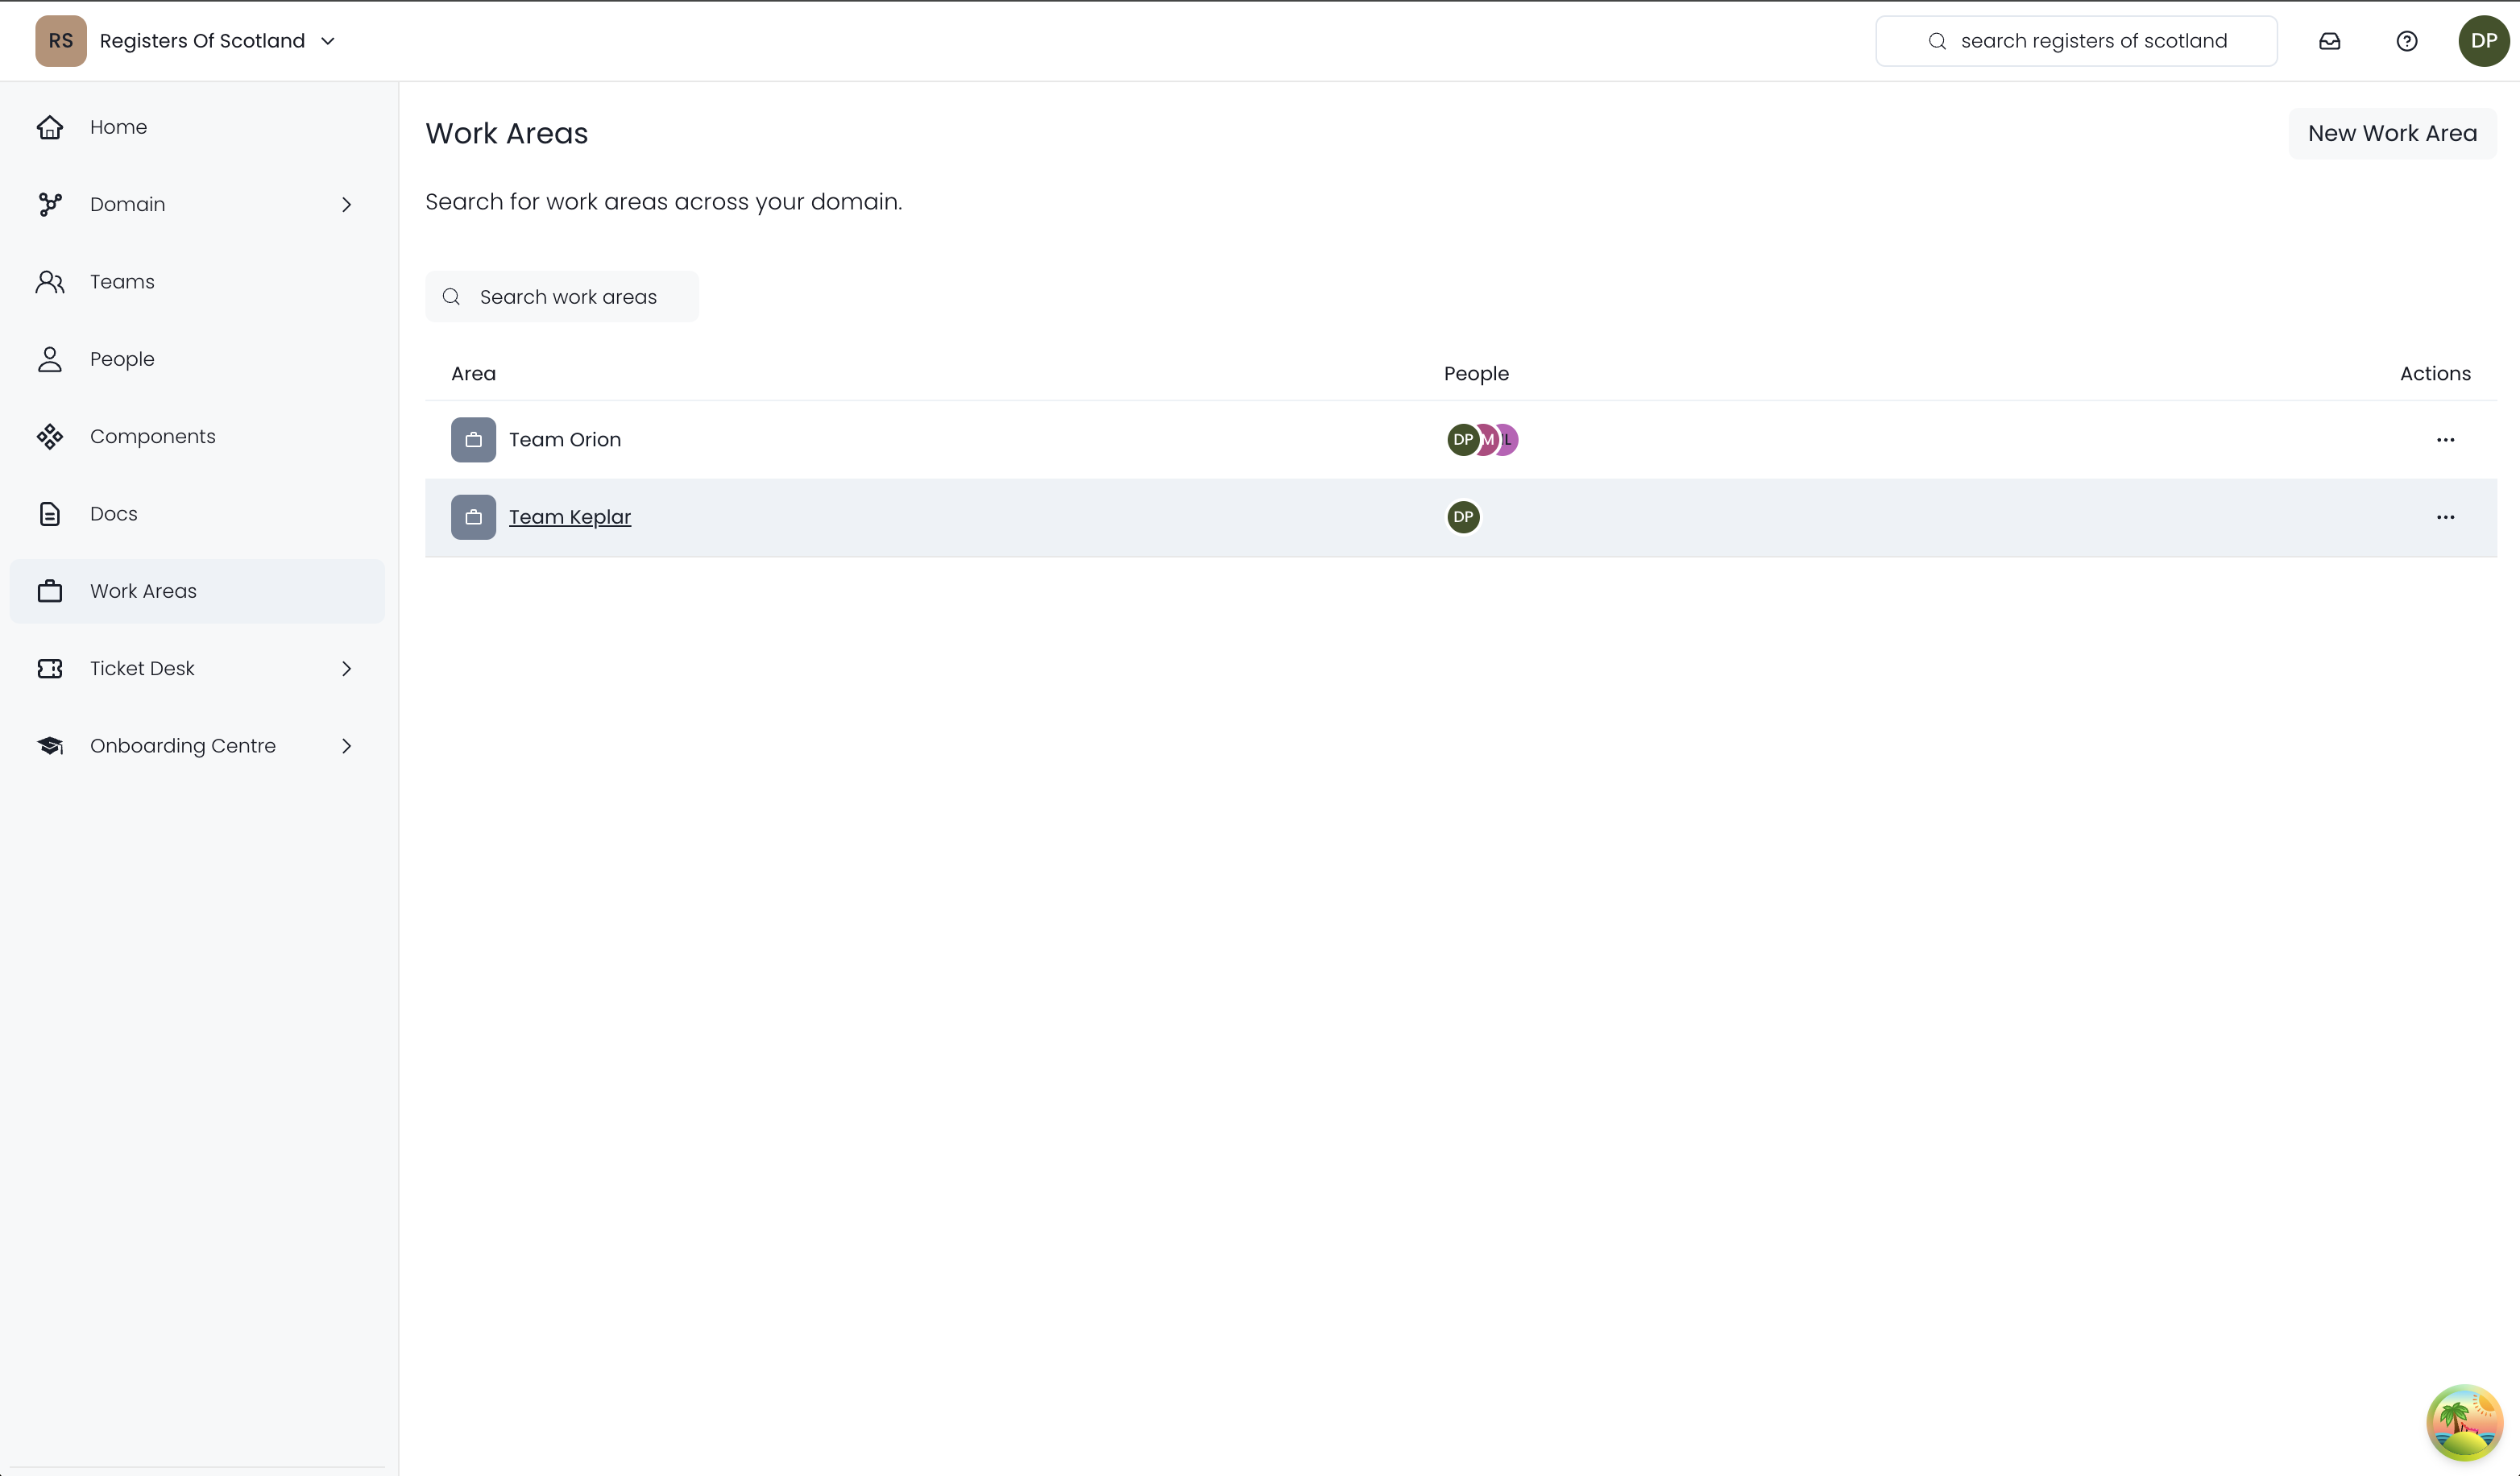 RS Registers Of Scotland
search registers of scotland
DP
Home
Domain
Teams
People
Components
Docs
Work Areas
Ticket Desk
Onboarding Centre
Work Areas
New Work Area
Search for work areas across your domain.
Search work areas
Area People Actions
Team Orion DP M L
Team Keplar DP